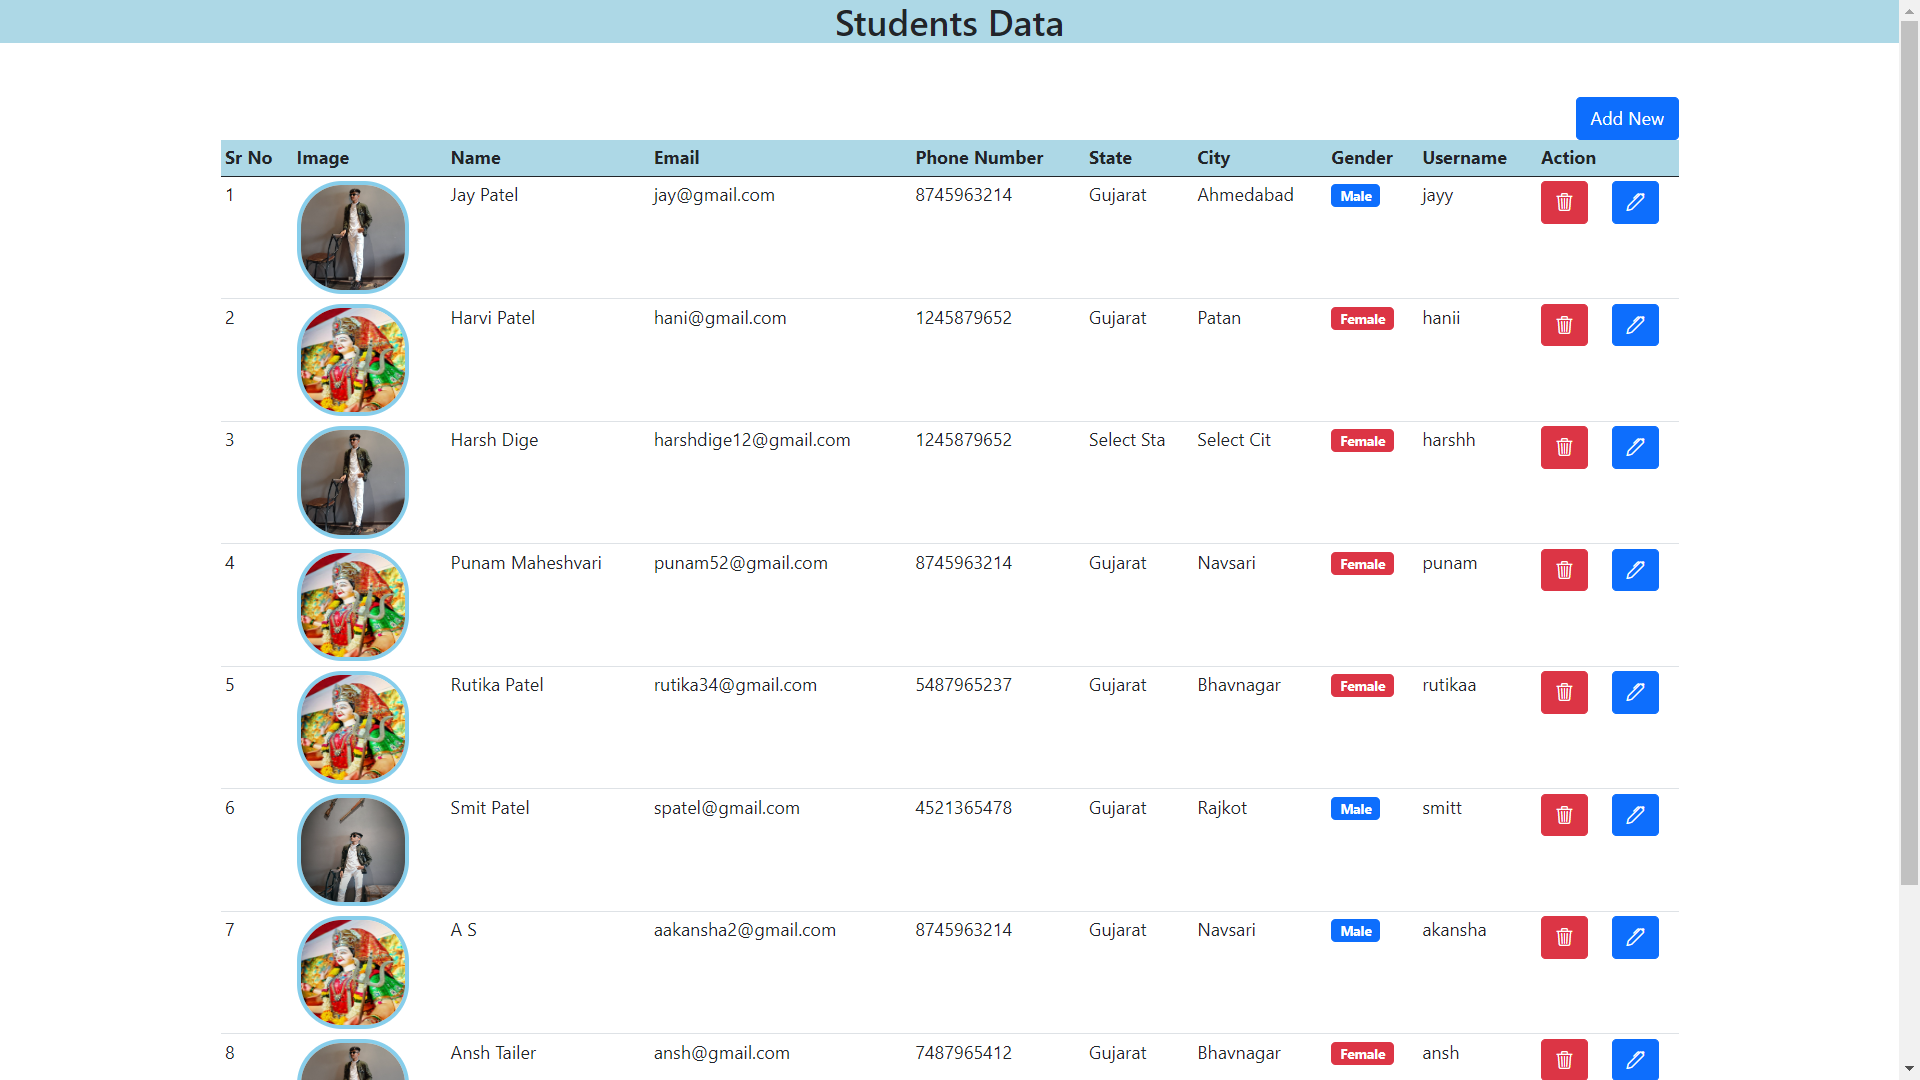 Students Data
Add New
Sr No Image Name Email Phone Number State City Gender Username Action
1 Jay Patel jay@gmail.com 8745963214 Gujarat Ahmedabad Male jayy
2 Harvi Patel hani@gmail.com 1245879652 Gujarat Patan Female hanii
3 Harsh Dige harshdige12@gmail.com 1245879652 Select Sta Select Cit Female harshh
4 Punam Maheshvari punam52@gmail.com 8745963214 Gujarat Navsari Female punam
5 Rutika Patel rutika34@gmail.com 5487965237 Gujarat Bhavnagar Female rutikaa
6 Smit Patel spatel@gmail.com 4521365478 Gujarat Rajkot Male smitt
7 A S aakansha2@gmail.com 8745963214 Gujarat Navsari Male akansha
8 Ansh Tailer ansh@gmail.com 7487965412 Gujarat Bhavnagar Female ansh